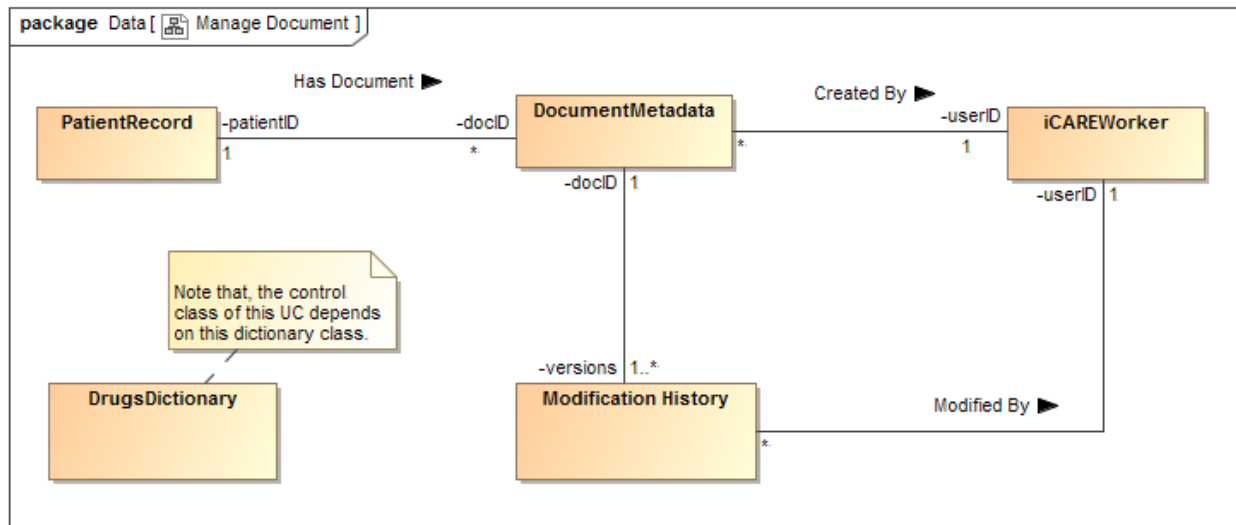 package Data [ Manage Document ]
Has Document
Created By
PatientRecord
-patientID
1
-docID
*
DocumentMetadata
*
-userID
1
iCAREWorker
-docID 1
-userID 1
Note that, the control
class of this UC depends
on this dictionary class.
-versions 1..*
DrugsDictionary
Modification History
Modified By
*